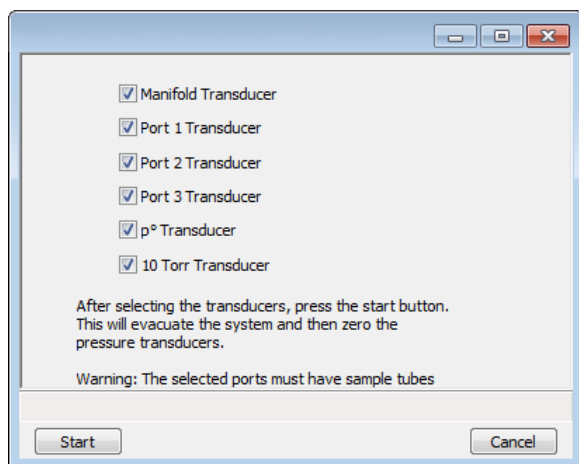 Manifold Transducer
Port 1 Transducer
Port 2 Transducer
Port 3 Transducer
p° Transducer
10 Torr Transducer
After selecting the transducers, press the start button.
This will evacuate the system and then zero the
pressure transducers.
Warning: The selected ports must have sample tubes
Start
Cancel